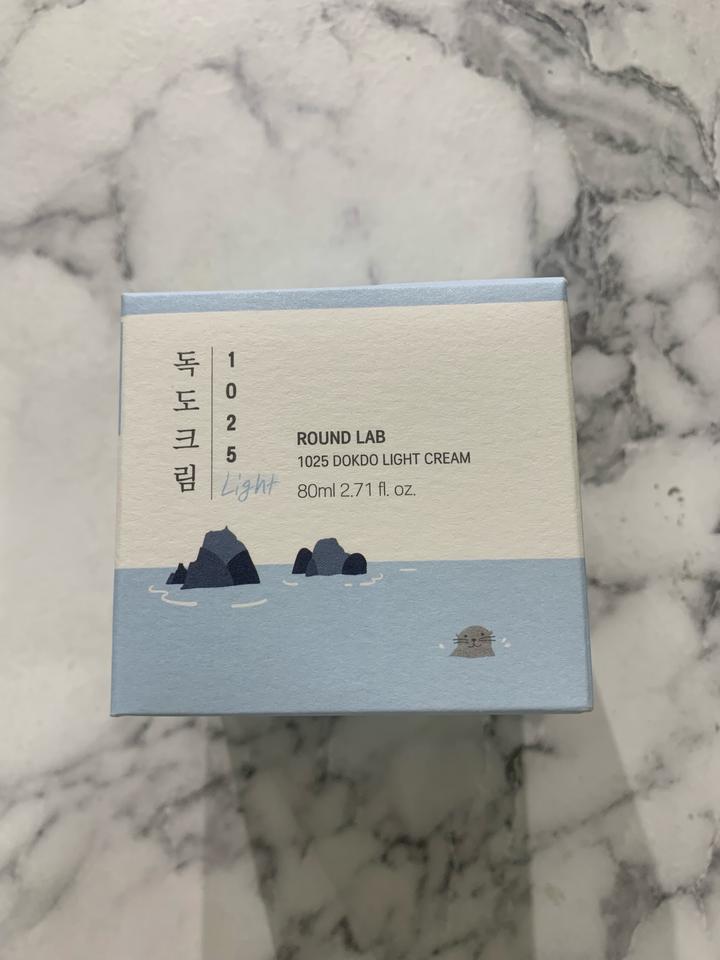 독도크림
1025
Light
ROUND LAB
1025 DOKDO LIGHT CREAM
80ml 2.71 fl. oz.